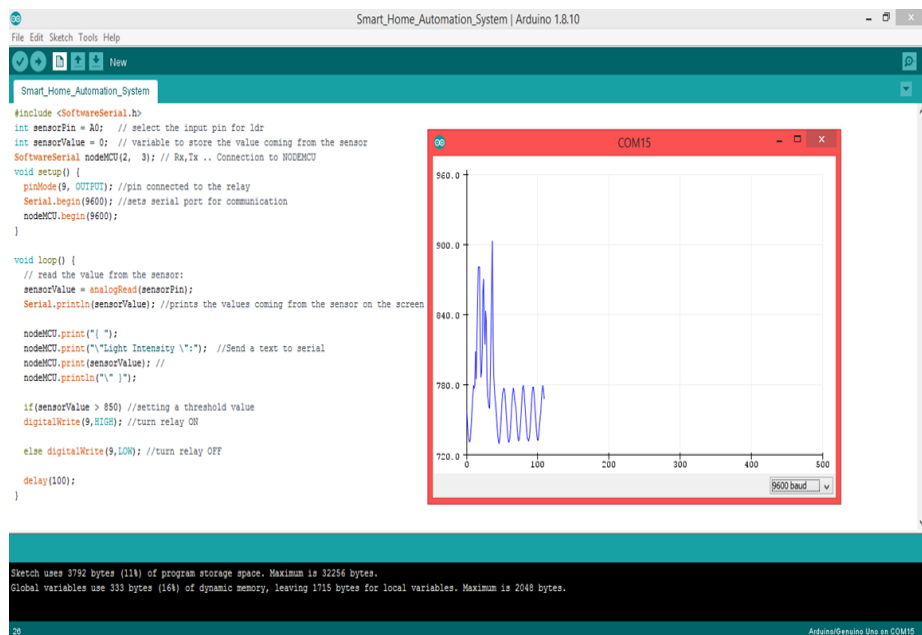 Smart_Home_Automation_System | Arduino 1.8.10
File Edit Sketch Tools Help
New
Smart_Home_Automation_System
#include <SoftwareSerial.h>
int sensorPin = A0;   // select the input pin for ldr
int sensorValue = 0;  // variable to store the value coming from the sensor
SoftwareSerial nodeMCU(2,  3); // Rx,Tx .. Connection to NODEMCU
void setup() {
  pinMode(9, OUTPUT); //pin connected to the relay
  Serial.begin(9600); //sets serial port for communication
  nodeMCU.begin(9600);
}
void loop() {
  // read the value from the sensor:
  sensorValue = analogRead(sensorPin);
  Serial.println(sensorValue); //prints the values coming from the sensor on the screen
  nodeMCU.print("{ ");
  nodeMCU.print("\"Light Intensity \":");  //Send a text to serial
  nodeMCU.print(sensorValue); //
  nodeMCU.println("\" }");
  if(sensorValue > 850) //setting a threshold value
  digitalWrite(9,HIGH); //turn relay ON
  else digitalWrite(9,LOW); //turn relay OFF
  delay(100);
}
COM15
960.0
900.0
840.0
780.0
720.0
0 100 200 300 400 500
9600 baud
Sketch uses 3792 bytes (11%) of program storage space. Maximum is 32256 bytes.
Global variables use 333 bytes (16%) of dynamic memory, leaving 1715 bytes for local variables. Maximum is 2048 bytes.
26
Arduino/Genuino Uno on COM15